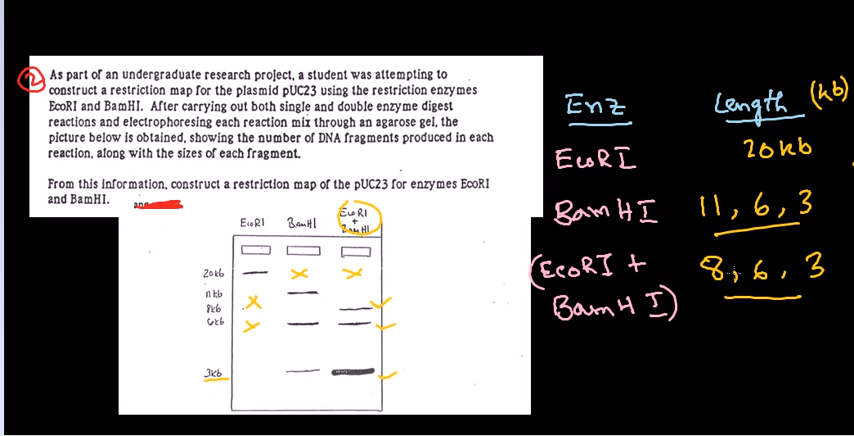 2
As part of an undergraduate research project, a student was attempting to
construct a restriction map for the plasmid pUC23 using the restriction enzymes
EcoRI and BamHI. After carrying out both single and double enzyme digest
reactions and electrophoresing each reaction mix through an agarose gel, the
picture below is obtained, showing the number of DNA fragments produced in each
reaction, along with the sizes of each fragment.
From this information, construct a restriction map of the pUC23 for enzymes EcoRI
and BamHI.
EcoRI BAMHI EcoRI
+
BamHI
20kb
11kb
8kb
6kb
3kb
Enz Length (kb)
EcoRI 20kb
BamHI 11, 6, 3
(EcoRI + 8, 6, 3
BamHI)